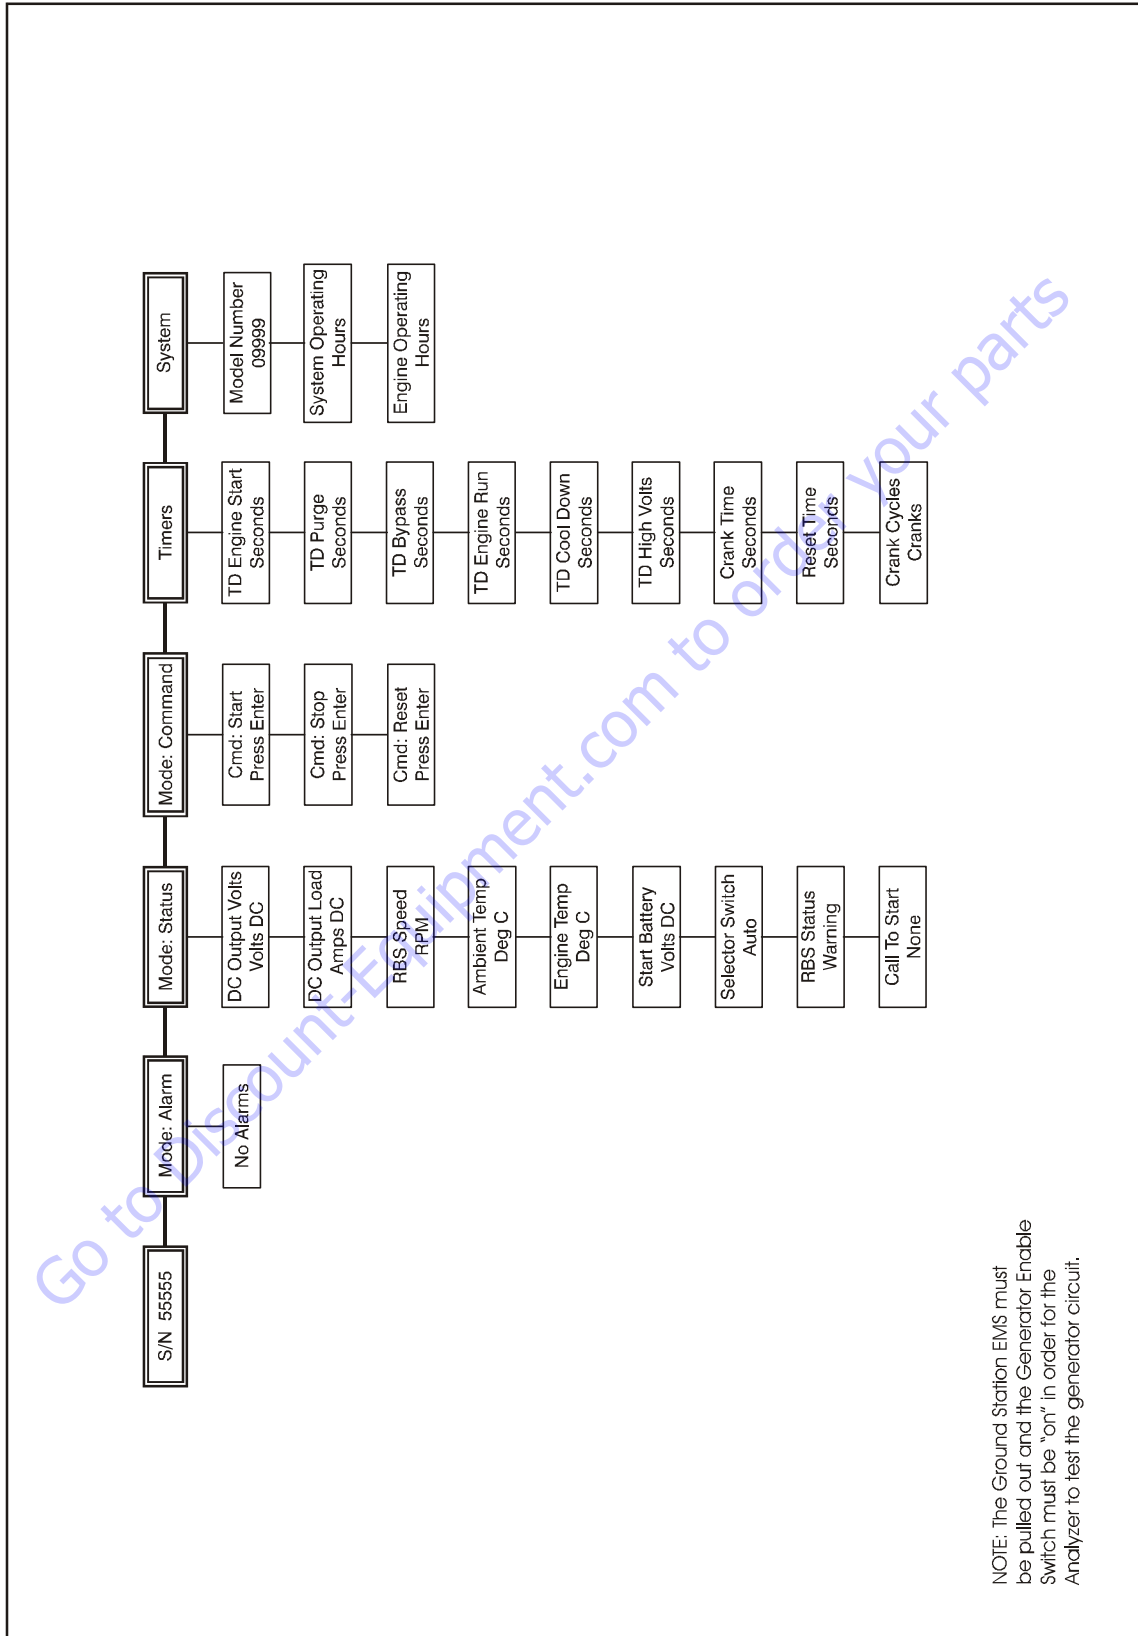 S/N 55555
Mode: Alarm
No Alarms
Mode: Status
DC Output Volts
Volts DC
DC Output Load
Amps DC
RBS Speed
RPM
Ambient Temp
Deg C
Engine Temp
Deg C
Start Battery
Volts DC
Selector Switch
Auto
RBS Status
Warning
Call To Start
None
Mode: Command
Cmd: Start
Press Enter
Cmd: Stop
Press Enter
Cmd: Reset
Press Enter
Timers
TD Engine Start
Seconds
TD Purge
Seconds
TD Bypass
Seconds
TD Engine Run
Seconds
TD Cool Down
Seconds
TD High Volts
Seconds
Crank Time
Seconds
Reset Time
Seconds
Crank Cycles
Cranks
System
Model Number
09999
System Operating
Hours
Engine Operating
Hours
NOTE: The Ground Station EMS must
be pulled out and the Generator Enable
Switch must be "on" in order for the
Analyzer to test the generator circuit.
Go to Discount-Equipment.com to order your parts